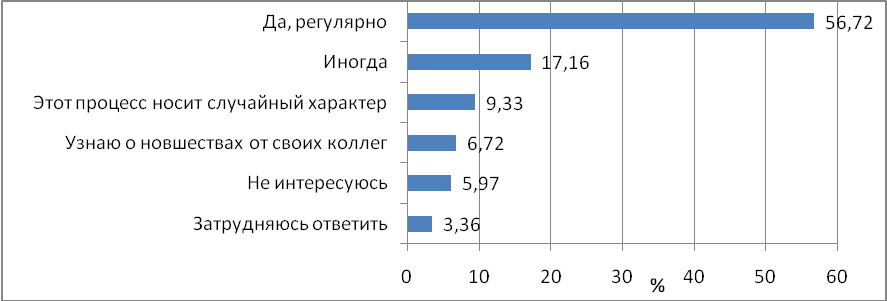 Да, регулярно 56,72
Иногда 17,16
Этот процесс носит случайный характер 9,33
Узнаю о новшествах от своих коллег 6,72
Не интересуюсь 5,97
Затрудняюсь ответить 3,36
0 10 20 30 40 50 60
%